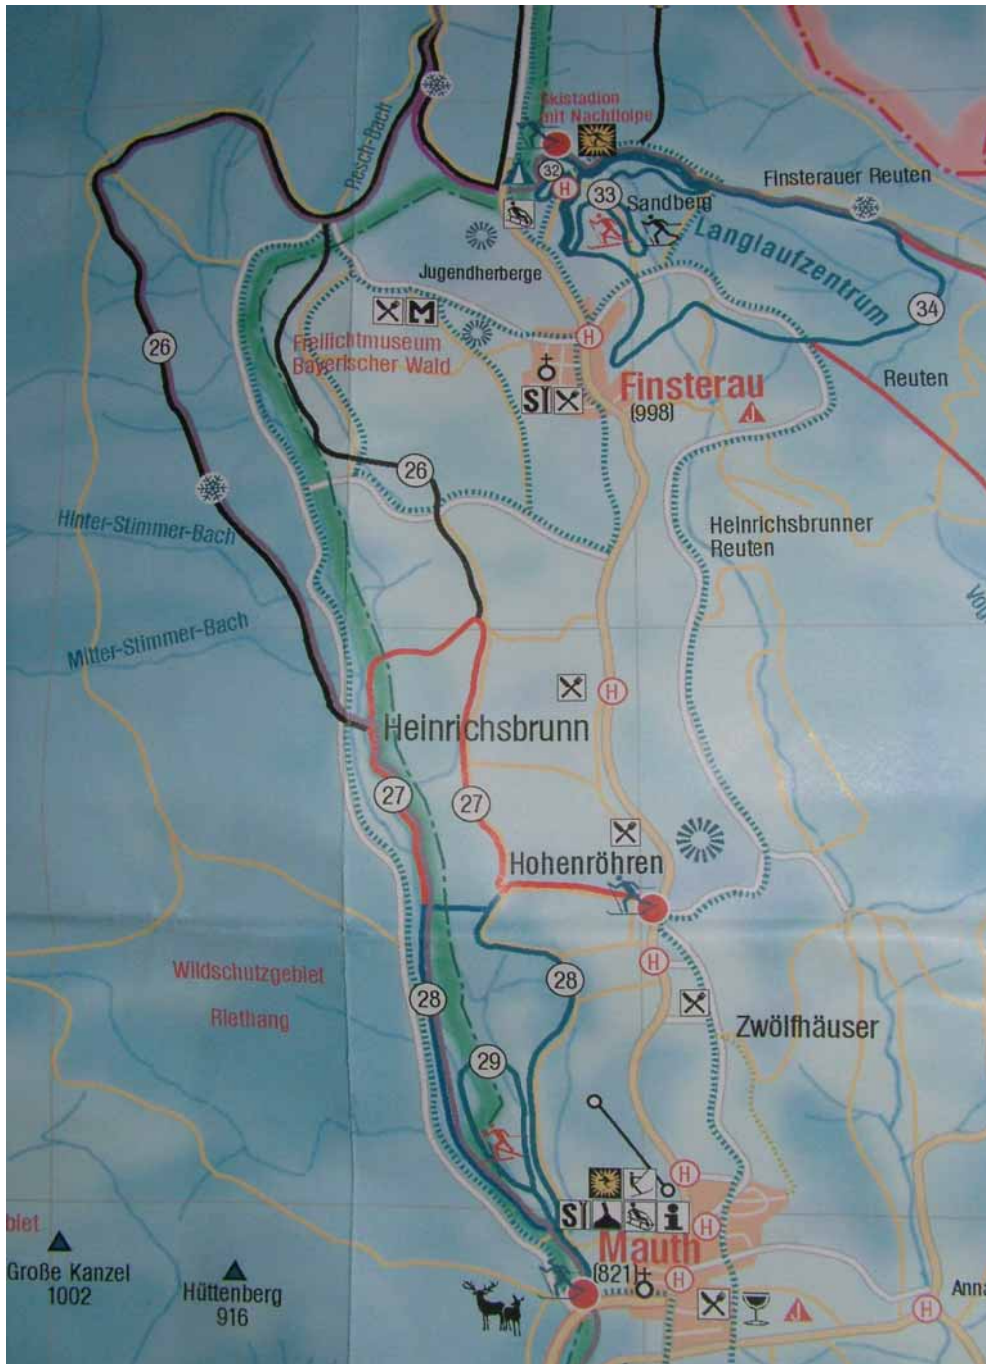 Skistadion
mit Nachtloipe
Resch-Bach
32
H
33
Sandberg
Finsterauer Reuten
Langlaufzentrum
Jugendherberge
34
26
M
Freilichtmuseum
Bayerischer Wald
H
Reuten
S
Finsterau
(998)
J
26
Hinter-Stimmer-Bach
Heinrichsbrunner
Reuten
Mitter-Stimmer-Bach
H
Heinrichsbrunn
27
27
Hohenröhren
H
Wildschutzgebiet
Riethang
28
28
Zwölfhäuser
29
H
S
i
H
Mauth
(821)
H
Große Kanzel
1002
Hüttenberg
916
J
H